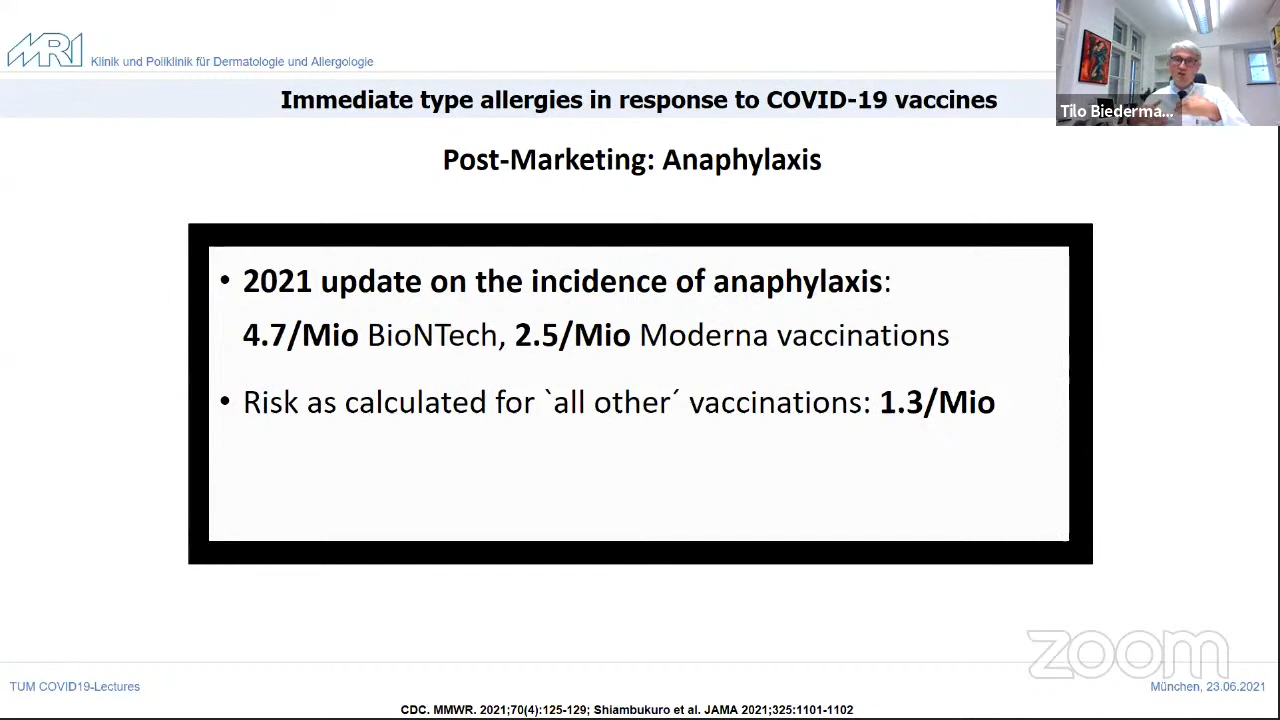 MRI Klinik und Poliklinik für Dermatologie und Allergologie
Immediate type allergies in response to COVID-19 vaccines
Tilo Biederma...
Post-Marketing: Anaphylaxis
• 2021 update on the incidence of anaphylaxis:
4.7/Mio BioNTech, 2.5/Mio Moderna vaccinations
• Risk as calculated for `all other´ vaccinations: 1.3/Mio
zoom
TUM COVID19-Lectures
München, 23.06.2021
CDC. MMWR. 2021;70(4):125-129; Shiambukuro et al. JAMA 2021;325:1101-1102